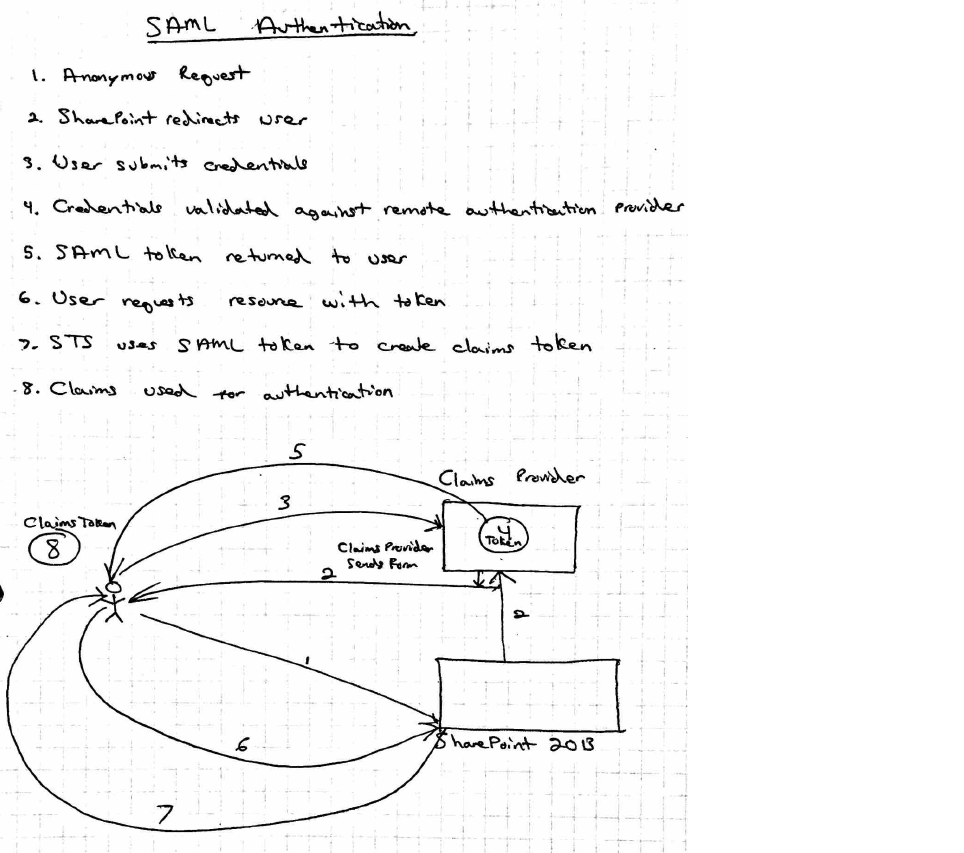 SAML Authentication
1. Anonymous Request
2. SharePoint redirects user
3. User submits credentials
4. Credentials validated against remote authentication provider
5. SAML token returned to user
6. User requests resource with token
7. STS uses SAML token to create claims token
8. Claims used for authentication
5
Claims Provider
3
Claims Token
8
4
Token
Claims Provider
Sends Form
2
2
1
6
SharePoint 2013
7